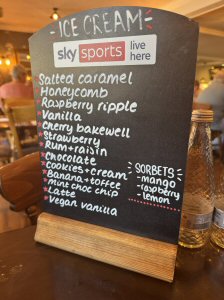 - ICE CREAM -
sky sports live
here
Salted caramel
Honeycomb
Raspberry ripple
Vanilla
Cherry bakewell
Strawberry
Rum+raisin
Chocolate
Cookies+cream
Banana+toffee
Mint choc chip
Latte
Vegan vanilla
SORBETS
- mango
- raspberry
- lemon